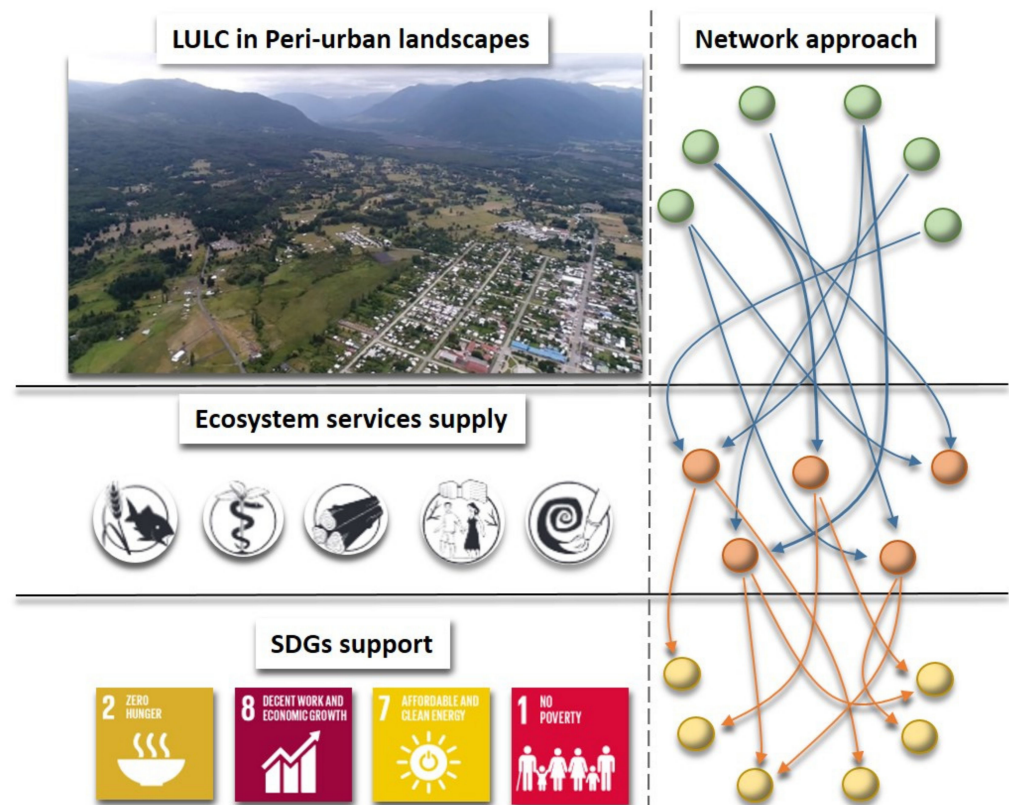 LULC in Peri-urban landscapes
Network approach
Ecosystem services supply
SDGs support
2 ZERO
HUNGER
8 DECENT WORK AND
ECONOMIC GROWTH
7 AFFORDABLE AND
CLEAN ENERGY
1 NO
POVERTY